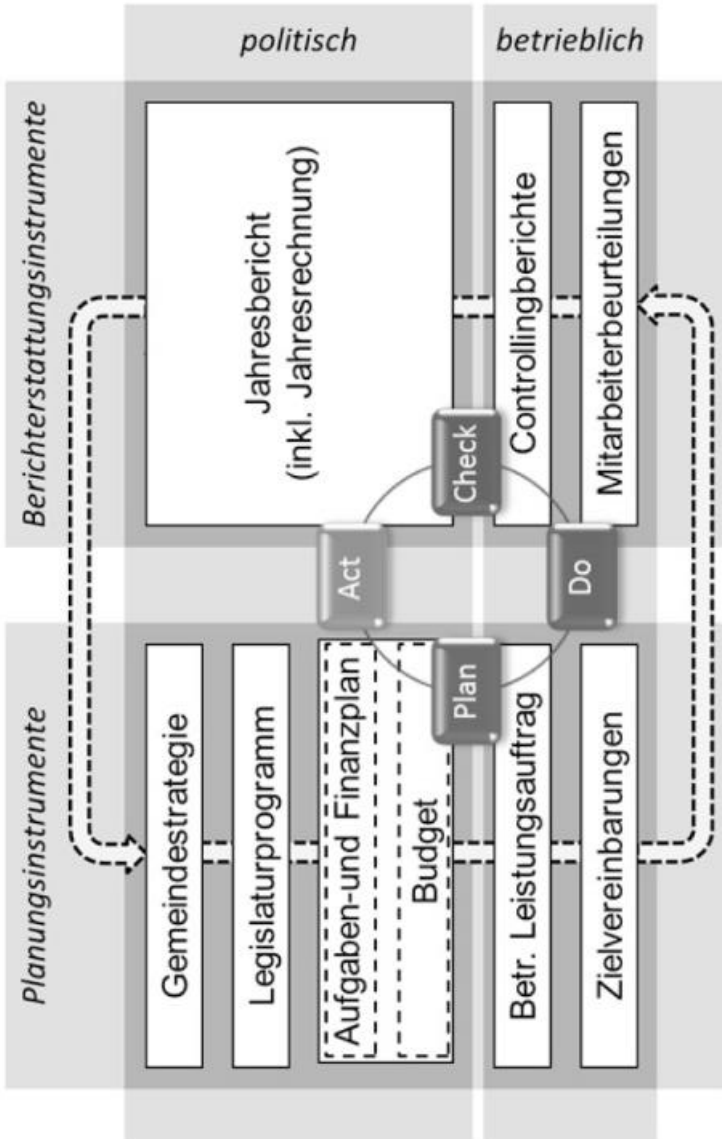 politisch
betrieblich
Planungsinstrumente
Berichterstattungsinstrumente
Gemeindestrategie
Legislaturprogramm
Aufgaben-und Finanzplan
Budget
Betr. Leistungsauftrag
Zielvereinbarungen
Jahresbericht
(inkl. Jahresrechnung)
Controllingberichte
Mitarbeiterbeurteilungen
Act
Plan
Check
Do